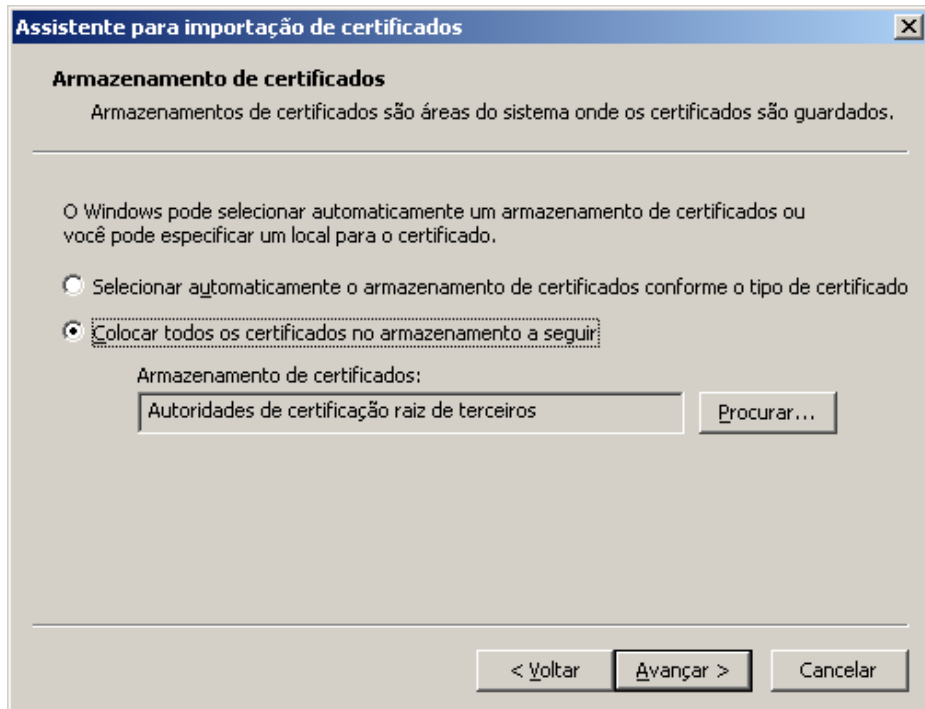 Assistente para importação de certificados
Armazenamento de certificados
Armazenamentos de certificados são áreas do sistema onde os certificados são guardados.
O Windows pode selecionar automaticamente um armazenamento de certificados ou
você pode especificar um local para o certificado.
Selecionar automaticamente o armazenamento de certificados conforme o tipo de certificado
Colocar todos os certificados no armazenamento a seguir
Armazenamento de certificados:
Autoridades de certificação raiz de terceiros
Procurar...
< Voltar
Avançar >
Cancelar